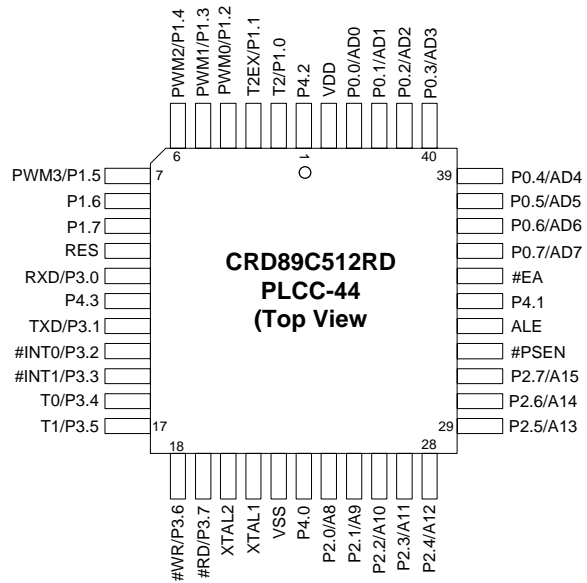 PWM2/P1.4
PWM1/P1.3
PWM0/P1.2
T2EX/P1.1
T2/P1.0
P4.2
VDD
P0.0/AD0
P0.1/AD1
P0.2/AD2
P0.3/AD3
6
1
40
PWM3/P1.5
7
39
P0.4/AD4
P1.6
P0.5/AD5
P1.7
P0.6/AD6
RES
P0.7/AD7
RXD/P3.0
#EA
P4.3
P4.1
TXD/P3.1
ALE
#INT0/P3.2
#PSEN
#INT1/P3.3
P2.7/A15
T0/P3.4
P2.6/A14
T1/P3.5
17
29
P2.5/A13
CRD89C512RD
PLCC-44
(Top View
18
28
#WR/P3.6
#RD/P3.7
XTAL2
XTAL1
VSS
P4.0
P2.0/A8
P2.1/A9
P2.2/A10
P2.3/A11
P2.4/A12